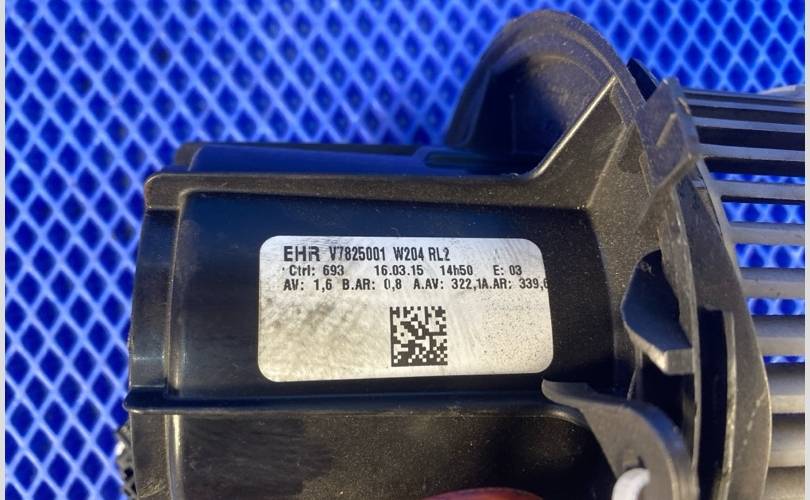 EHR V7825001 W204 RL2
Ctrl: 693 16.03.15 14h50 E: 03
AV: 1,6 B.AR: 0,8 A.AV: 322,1A.AR: 339,6